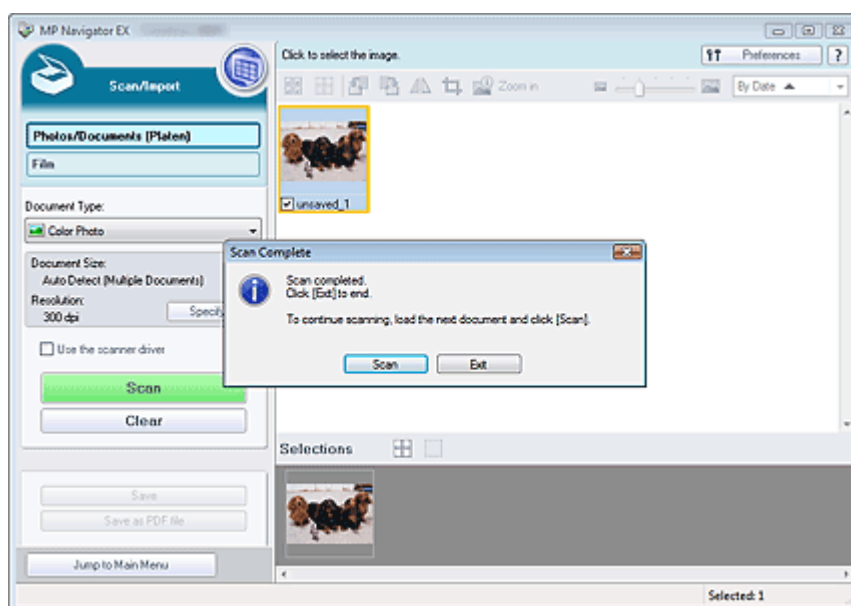 MP Navigator EX
Scan/Import
Click to select the image.
Preferences
?
Zoom in
By Date
Photos/Documents (Platen)
Film
unsaved_1
Document Type:
Color Photo
Document Size:
Auto Detect (Multiple Documents)
Resolution:
300 dpi
Specify
Use the scanner driver
Scan
Clear
Scan Complete
Scan completed.
Click [Exit] to end.
To continue scanning, load the next document and click [Scan].
Scan
Exit
Selections
Save
Save as PDF file
Jump to Main Menu
Selected: 1